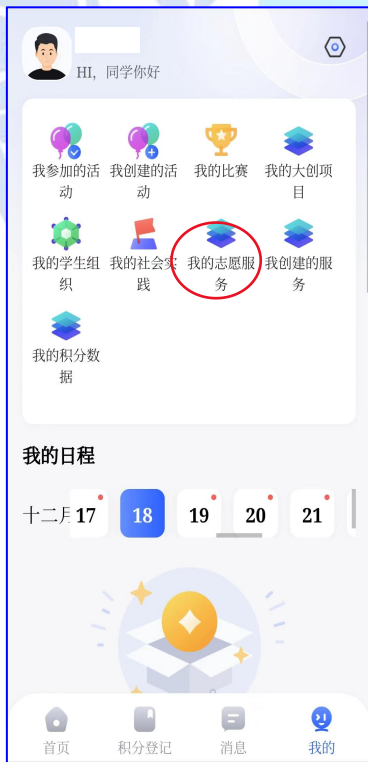 HI，同学你好
我参加的活动
我创建的活动
我的比赛
我的大创项目
我的学生组织
我的社会实践
我的志愿服务
我创建的服务
我的积分数据
我的日程
十二月 17 18 19 20 21
首页 积分登记 消息 我的